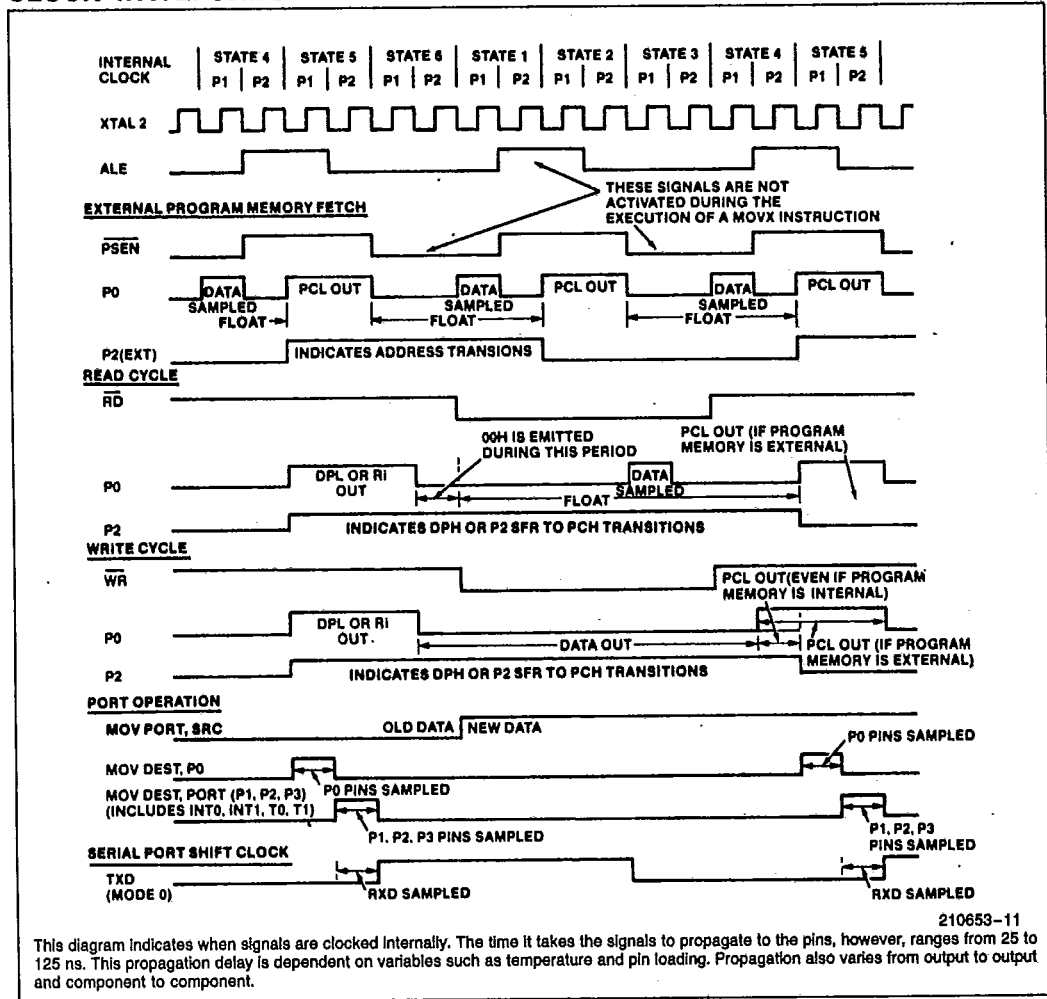 INTERNAL CLOCK
STATE 4 STATE 5 STATE 6 STATE 1 STATE 2 STATE 3 STATE 4 STATE 5
P1 P2 P1 P2 P1 P2 P1 P2 P1 P2 P1 P2 P1 P2 P1 P2
XTAL 2
ALE
THESE SIGNALS ARE NOT
ACTIVATED DURING THE
EXECUTION OF A MOVX INSTRUCTION
EXTERNAL PROGRAM MEMORY FETCH
PSEN
P0
DATA SAMPLED PCL OUT DATA SAMPLED PCL OUT DATA SAMPLED PCL OUT
FLOAT FLOAT FLOAT
P2(EXT)
INDICATES ADDRESS TRANSIONS
READ CYCLE
RD
00H IS EMITTED
DURING THIS PERIOD
PCL OUT (IF PROGRAM
MEMORY IS EXTERNAL)
P0
DPL OR RI
OUT
DATA
SAMPLED
FLOAT
P2
INDICATES DPH OR P2 SFR TO PCH TRANSITIONS
WRITE CYCLE
WR
PCL OUT(EVEN IF PROGRAM
MEMORY IS INTERNAL)
P0
DPL OR RI
OUT
DATA OUT
PCL OUT (IF PROGRAM
MEMORY IS EXTERNAL)
P2
INDICATES DPH OR P2 SFR TO PCH TRANSITIONS
PORT OPERATION
MOV PORT, SRC
OLD DATA NEW DATA
P0 PINS SAMPLED
MOV DEST, P0
P0 PINS SAMPLED
MOV DEST, PORT (P1, P2, P3)
(INCLUDES INT0, INT1, T0, T1)
P1, P2, P3 PINS SAMPLED
P1, P2, P3
PINS SAMPLED
SERIAL PORT SHIFT CLOCK
TXD
(MODE 0)
RXD SAMPLED
RXD SAMPLED
210653–11
This diagram indicates when signals are clocked internally. The time it takes the signals to propagate to the pins, however, ranges from 25 to
125 ns. This propagation delay is dependent on variables such as temperature and pin loading. Propagation also varies from output to output
and component to component.